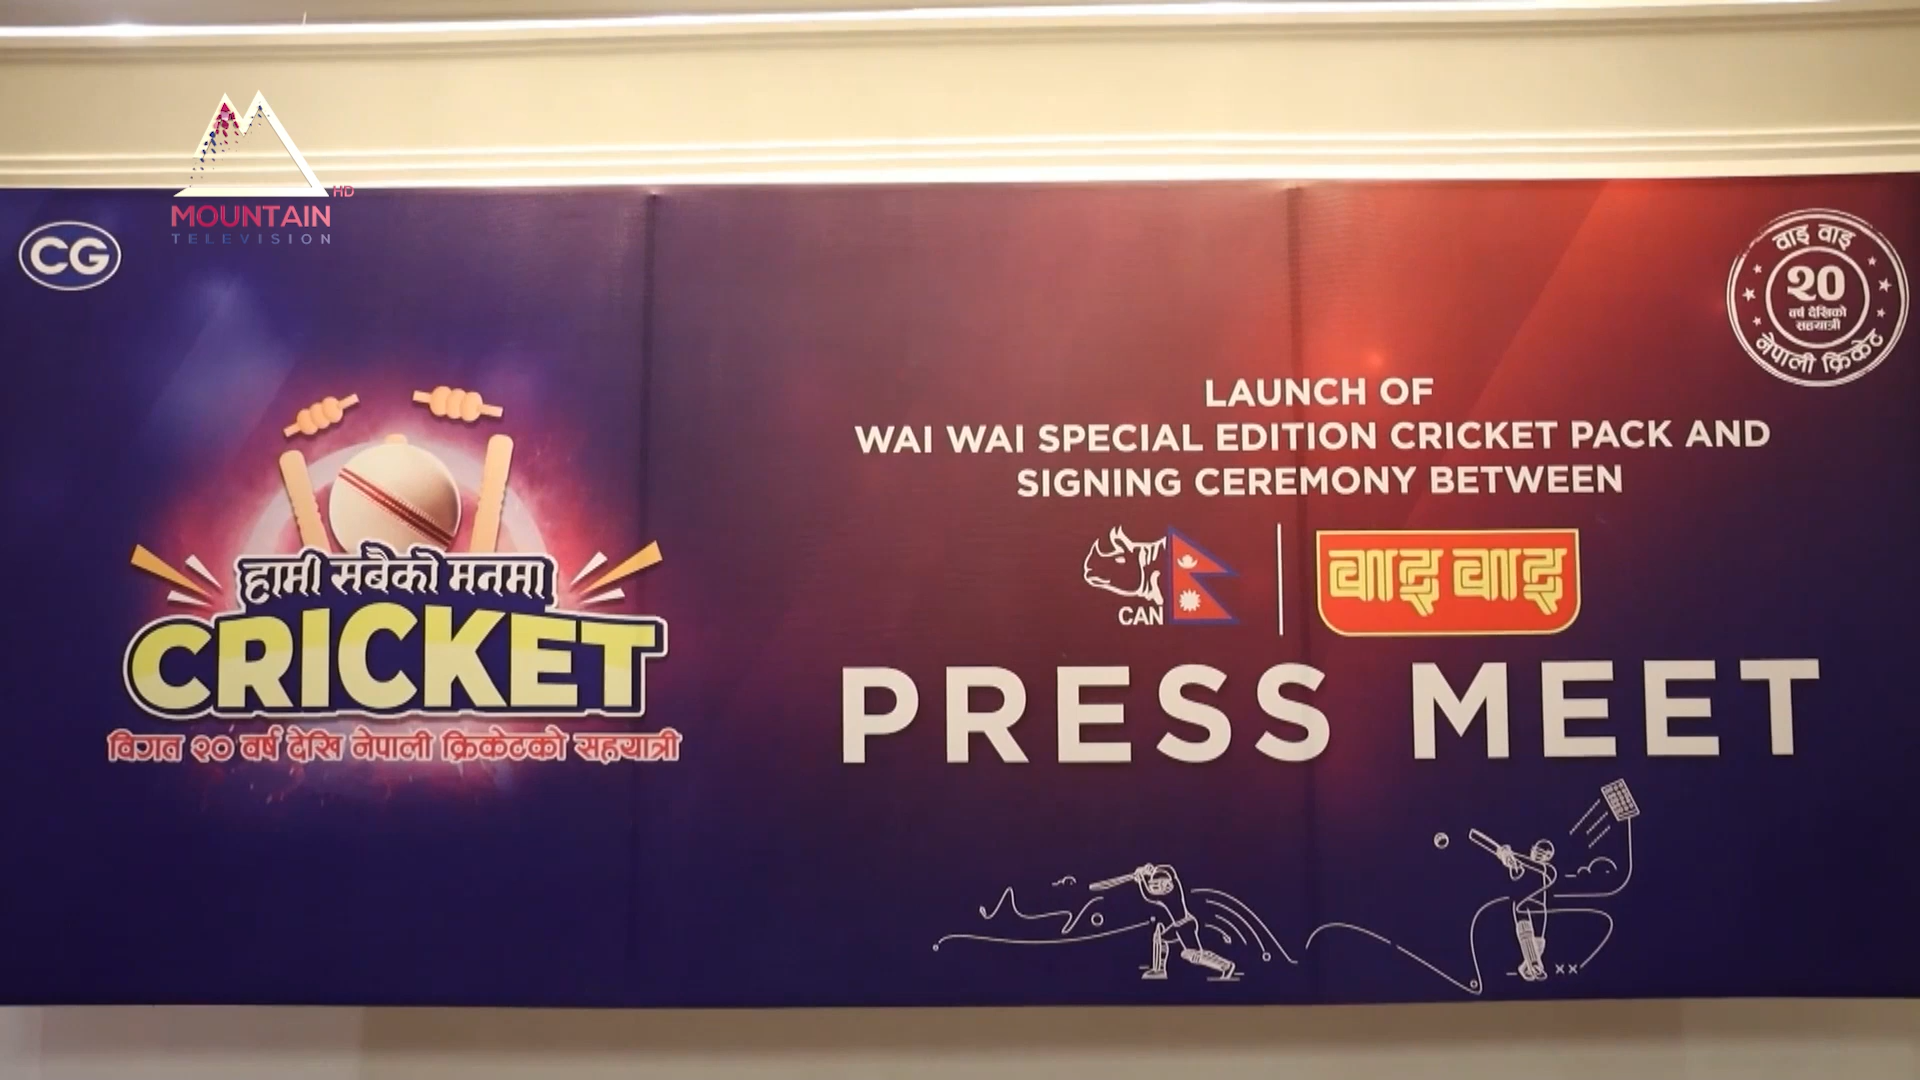 MOUNTAIN HD
TELEVISION
CG
वाइ वाइ
२०
वर्ष देखिको
सहयात्री
नेपाली क्रिकेट
हामी सबैको मनमा
CRICKET
विगत २० वर्ष देखि नेपाली क्रिकेटको सहयात्री
LAUNCH OF
WAI WAI SPECIAL EDITION CRICKET PACK AND
SIGNING CEREMONY BETWEEN
CAN
वाइ वाइ
PRESS MEET